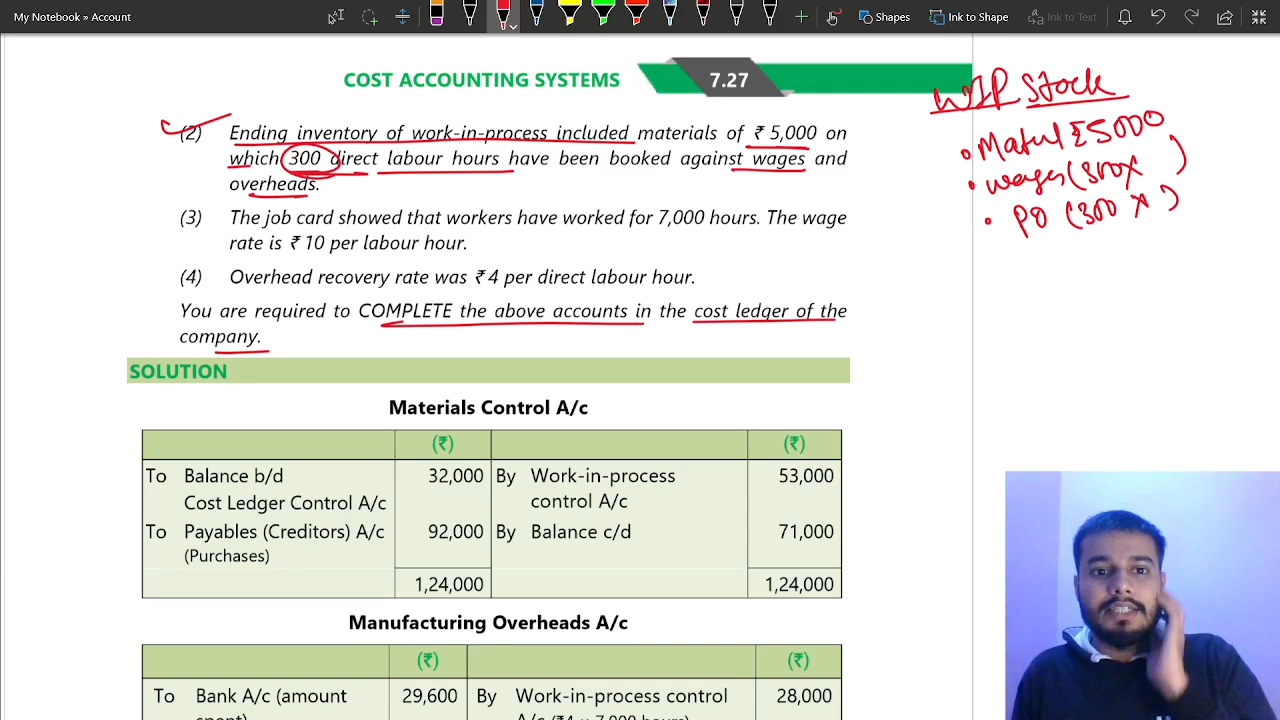 My Notebook » Account
Shapes
Ink to Shape
Ink to Text
COST ACCOUNTING SYSTEMS 7.27
(2) Ending inventory of work-in-process included materials of ₹ 5,000 on
which 300 direct labour hours have been booked against wages and
overheads.
(3) The job card showed that workers have worked for 7,000 hours. The wage
rate is ₹ 10 per labour hour.
(4) Overhead recovery rate was ₹ 4 per direct labour hour.
You are required to COMPLETE the above accounts in the cost ledger of the
company.
WIP Stock
• Matul ₹5000
• wages (300 x )
• PO (300 x )
SOLUTION
Materials Control A/c
(₹) (₹)
To Balance b/d 32,000 By Work-in-process 53,000
Cost Ledger Control A/c control A/c
To Payables (Creditors) A/c 92,000 By Balance c/d 71,000
(Purchases)
1,24,000 1,24,000
Manufacturing Overheads A/c
(₹) (₹)
To Bank A/c (amount 29,600 By Work-in-process control 28,000
spent) A/c (₹4 x 7,000 hours)